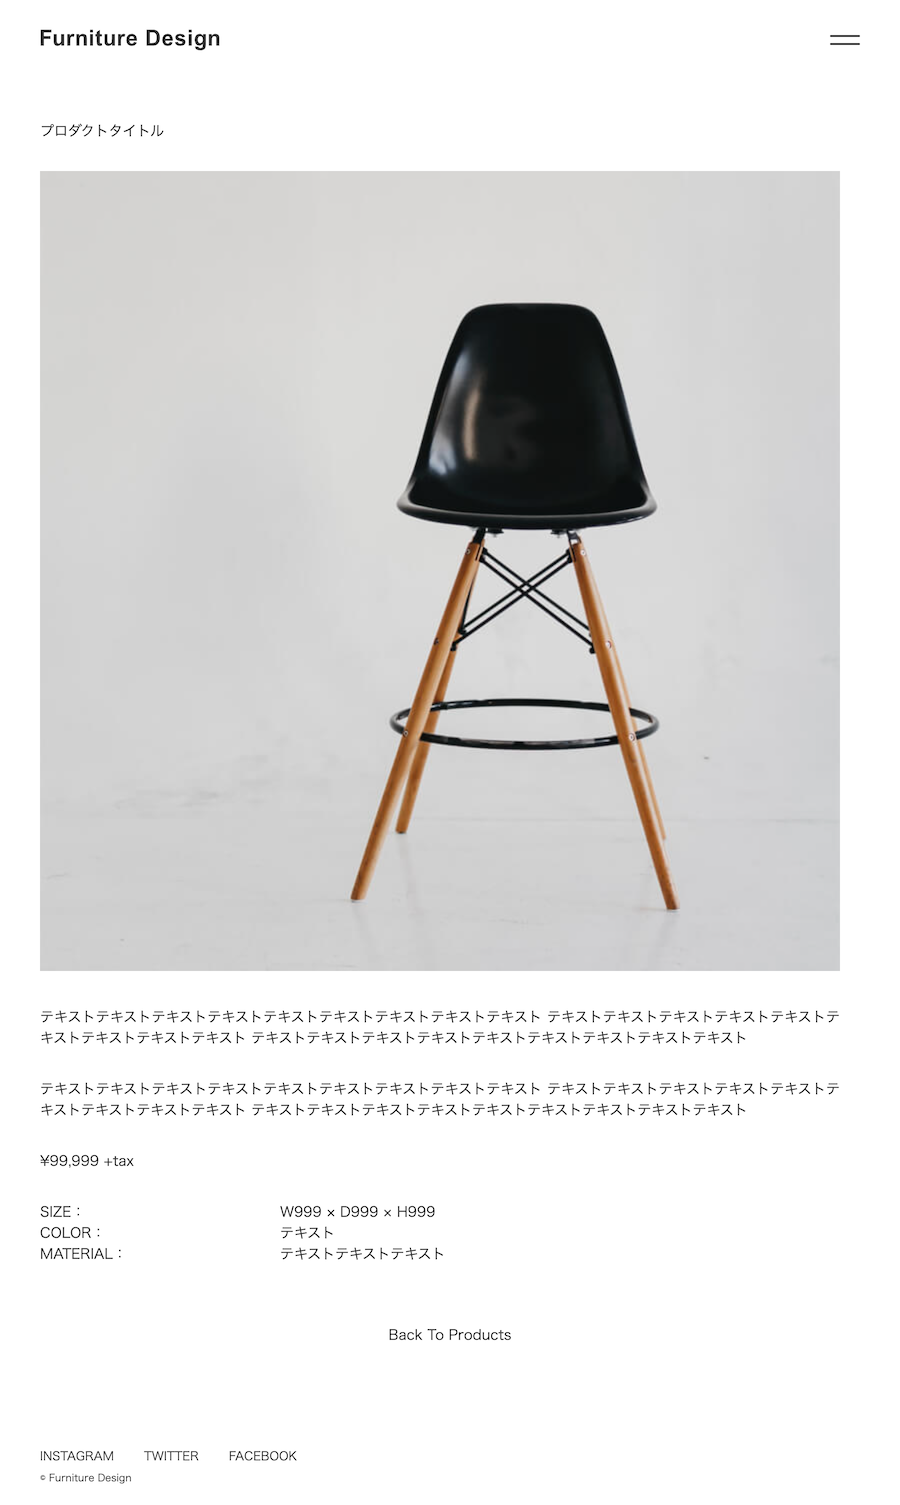 Furniture Design
プロダクトタイトル
テキストテキストテキストテキストテキストテキストテキストテキストテキスト テキストテキストテキストテキストテキストテ
キストテキストテキストテキスト テキストテキストテキストテキストテキストテキストテキストテキストテキスト
テキストテキストテキストテキストテキストテキストテキストテキストテキスト テキストテキストテキストテキストテキストテ
キストテキストテキストテキスト テキストテキストテキストテキストテキストテキストテキストテキストテキスト
¥99,999 +tax
SIZE： W999 × D999 × H999
COLOR： テキスト
MATERIAL： テキストテキストテキスト
Back To Products
INSTAGRAM TWITTER FACEBOOK
© Furniture Design